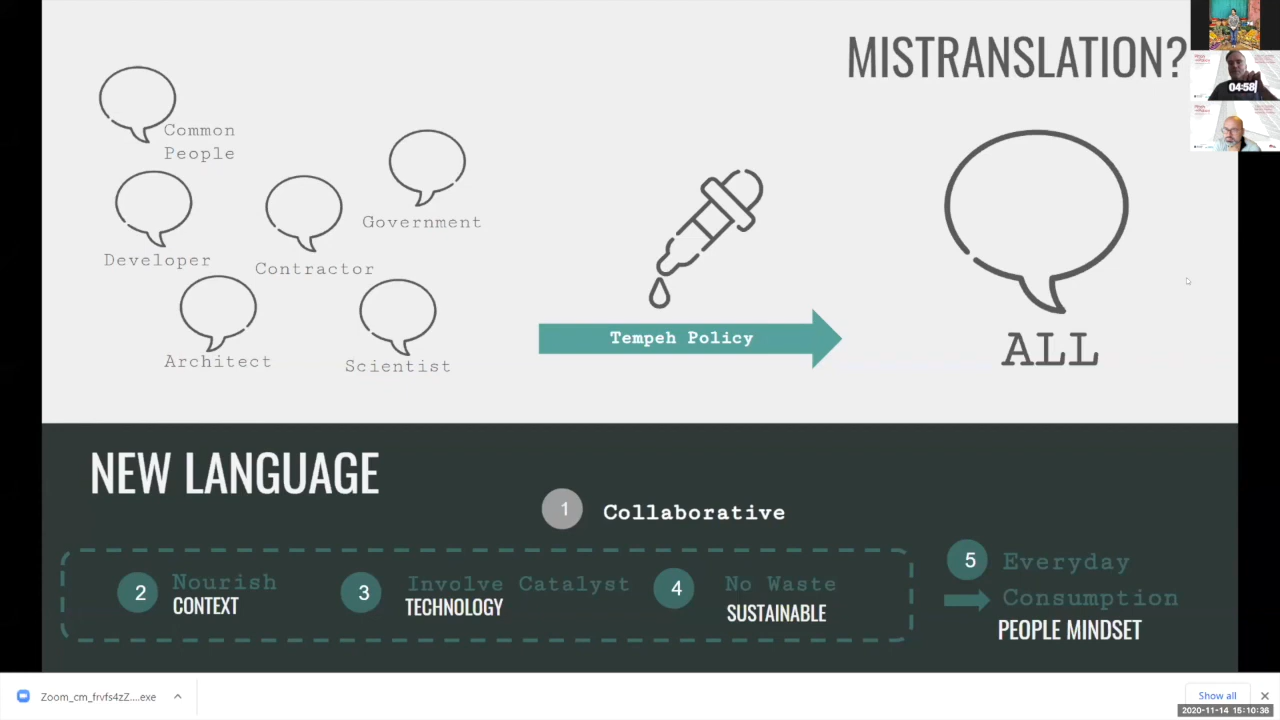 MISTRANSLATION?
04:58
Common
People
Government
Developer
Contractor
Architect
Scientist
Tempeh Policy
ALL
NEW LANGUAGE
1 Collaborative
2 Nourish
CONTEXT
3 Involve Catalyst
TECHNOLOGY
4 No Waste
SUSTAINABLE
5 Everyday
Consumption
PEOPLE MINDSET
Zoom_cm_frvfs4zZ....exe
Show all
2020-11-14 15:10:36